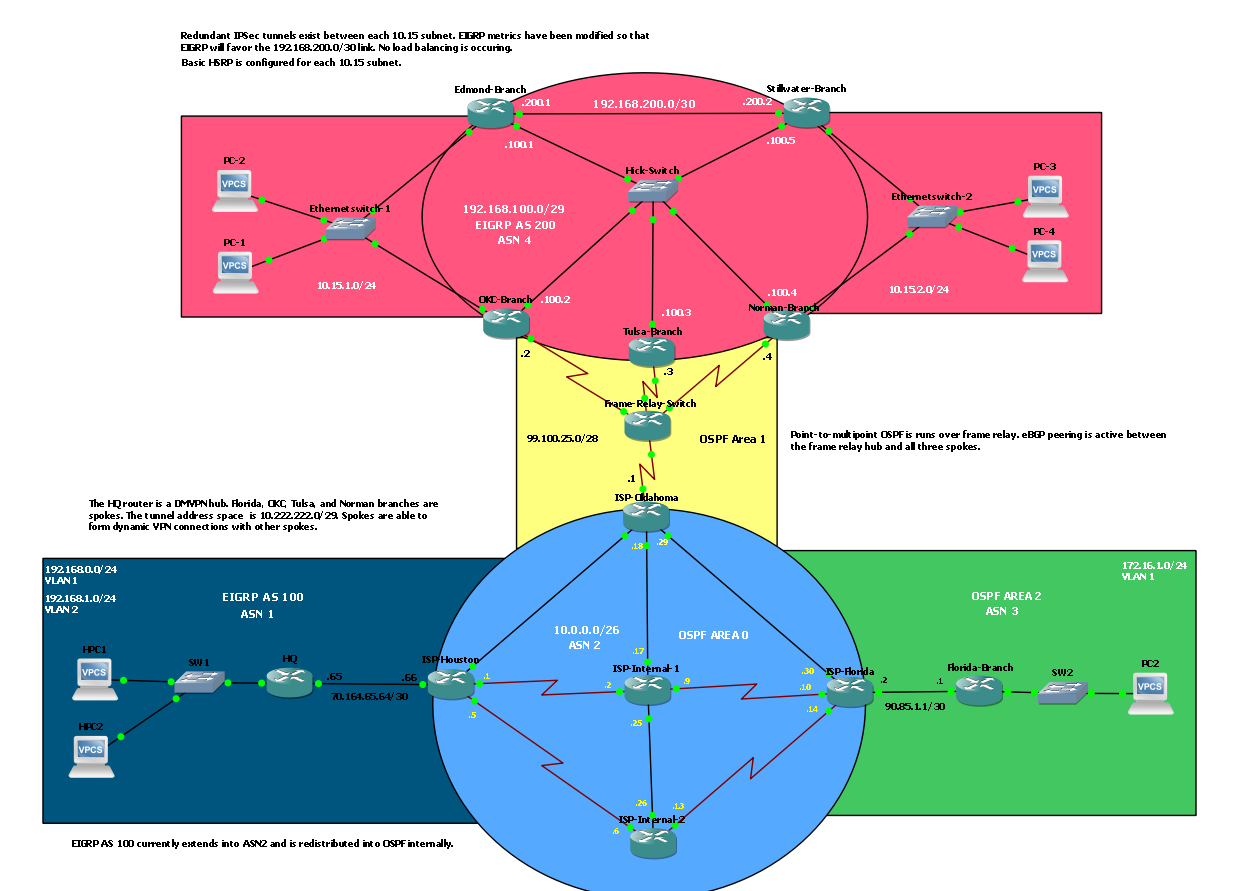 Redundant IPSec tunnels exist between each 10.15 subnet. EIGRP metrics have been modified so that
EIGRP will favor the 192.168.200.0/30 link. No load balancing is occuring.
Basic HSRP is configured for each 10.15 subnet.
Edmond-Branch
Stillwater-Branch
.200.1
192.168.200.0/30
.200.2
.100.1
.100.5
PC-2
VPCS
Hick-Switch
PC-3
VPCS
Ethernetswitch-1
192.168.100.0/29
EIGRP AS 200
ASN 4
Ethernetswitch-2
PC-1
VPCS
PC-4
VPCS
10.15.1.0/24
10.15.2.0/24
OKC-Branch
.100.2
.100.3
.100.4
Norman-Branch
Tulsa-Branch
.2
.3
.4
Frame-Relay-Switch
99.100.25.0/28
OSPF Area 1
Point-to-multipoint OSPF is runs over frame relay. eBGP peering is active between
the frame relay hub and all three spokes.
.1
ISP-Oklahoma
The HQ router is a DMVPN hub. Florida, OKC, Tulsa, and Norman branches are
spokes. The tunnel address space is 10.222.222.0/29. Spokes are able to
form dynamic VPN connections with other spokes.
.18
.29
192.168.0.0/24
VLAN 1
192.168.1.0/24
VLAN 2
EIGRP AS 100
ASN 1
172.16.1.0/24
VLAN 1
OSPF AREA 2
ASN 3
10.0.0.0/26
ASN 2
OSPF AREA 0
HPC1
VPCS
SW1
HQ
.65
70.164.65.64/30
.66
ISP-Houston
.1
.5
.17
ISP-Internal-1
.2
.9
.25
.30
ISP-Florida
.10
.14
.2
90.85.1.1/30
.1
Florida-Branch
SW2
PC2
VPCS
HPC2
VPCS
.26
.13
ISP-Internal-2
.6
EIGRP AS 100 currently extends into ASN2 and is redistributed into OSPF internally.